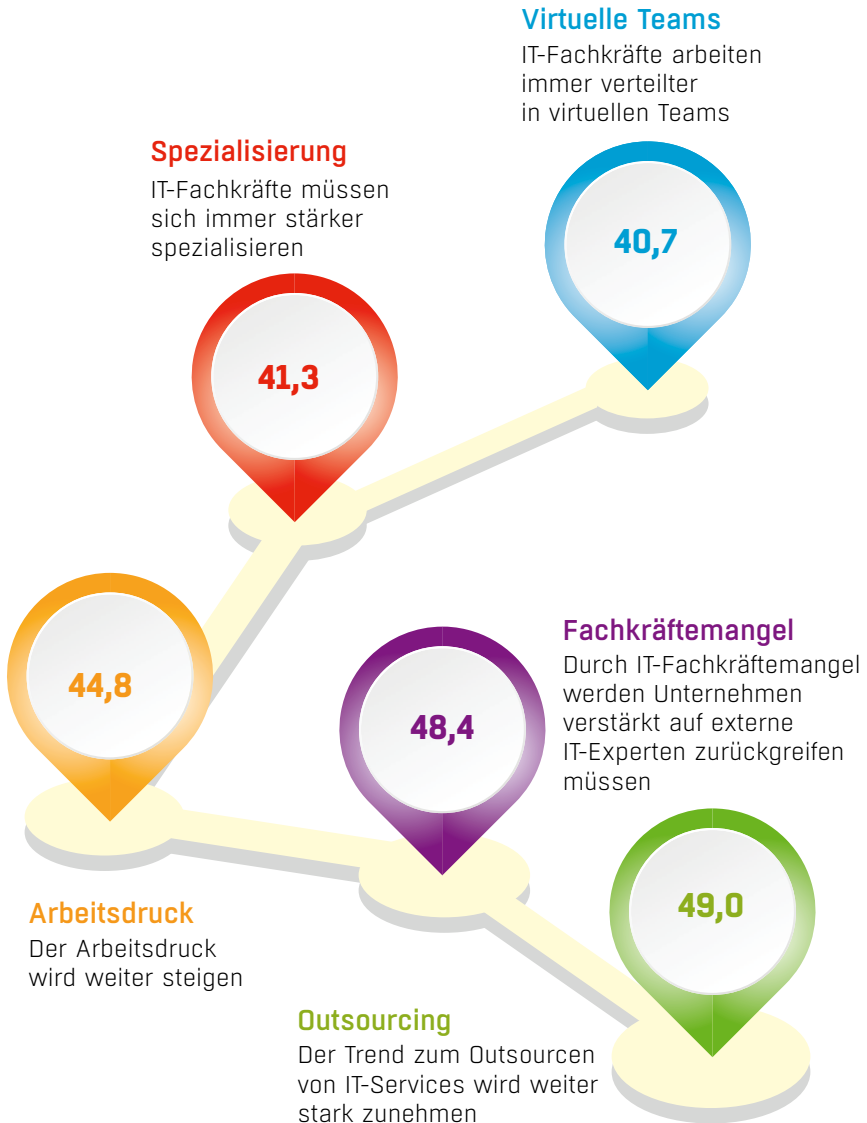 Virtuelle Teams
IT-Fachkräfte arbeiten
immer verteilter
in virtuellen Teams
40,7
Spezialisierung
IT-Fachkräfte müssen
sich immer stärker
spezialisieren
41,3
44,8
Arbeitsdruck
Der Arbeitsdruck
wird weiter steigen
48,4
Fachkräftemangel
Durch IT-Fachkräftemangel
werden Unternehmen
verstärkt auf externe
IT-Experten zurückgreifen
müssen
49,0
Outsourcing
Der Trend zum Outsourcen
von IT-Services wird weiter
stark zunehmen